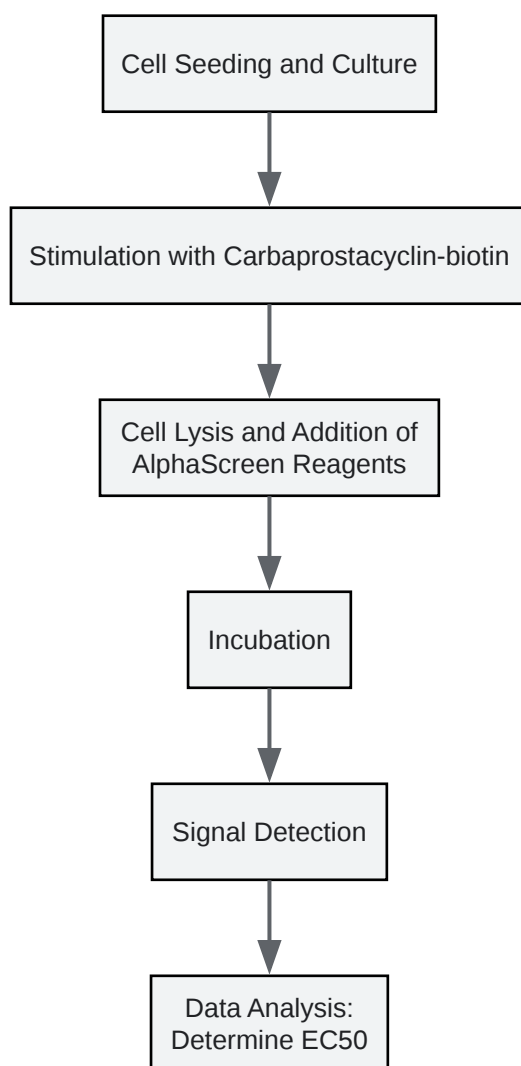 Cell Seeding and Culture
Stimulation with Carbaprostacyclin-biotin
Cell Lysis and Addition of
AlphaScreen Reagents
Incubation
Signal Detection
Data Analysis:
Determine EC50